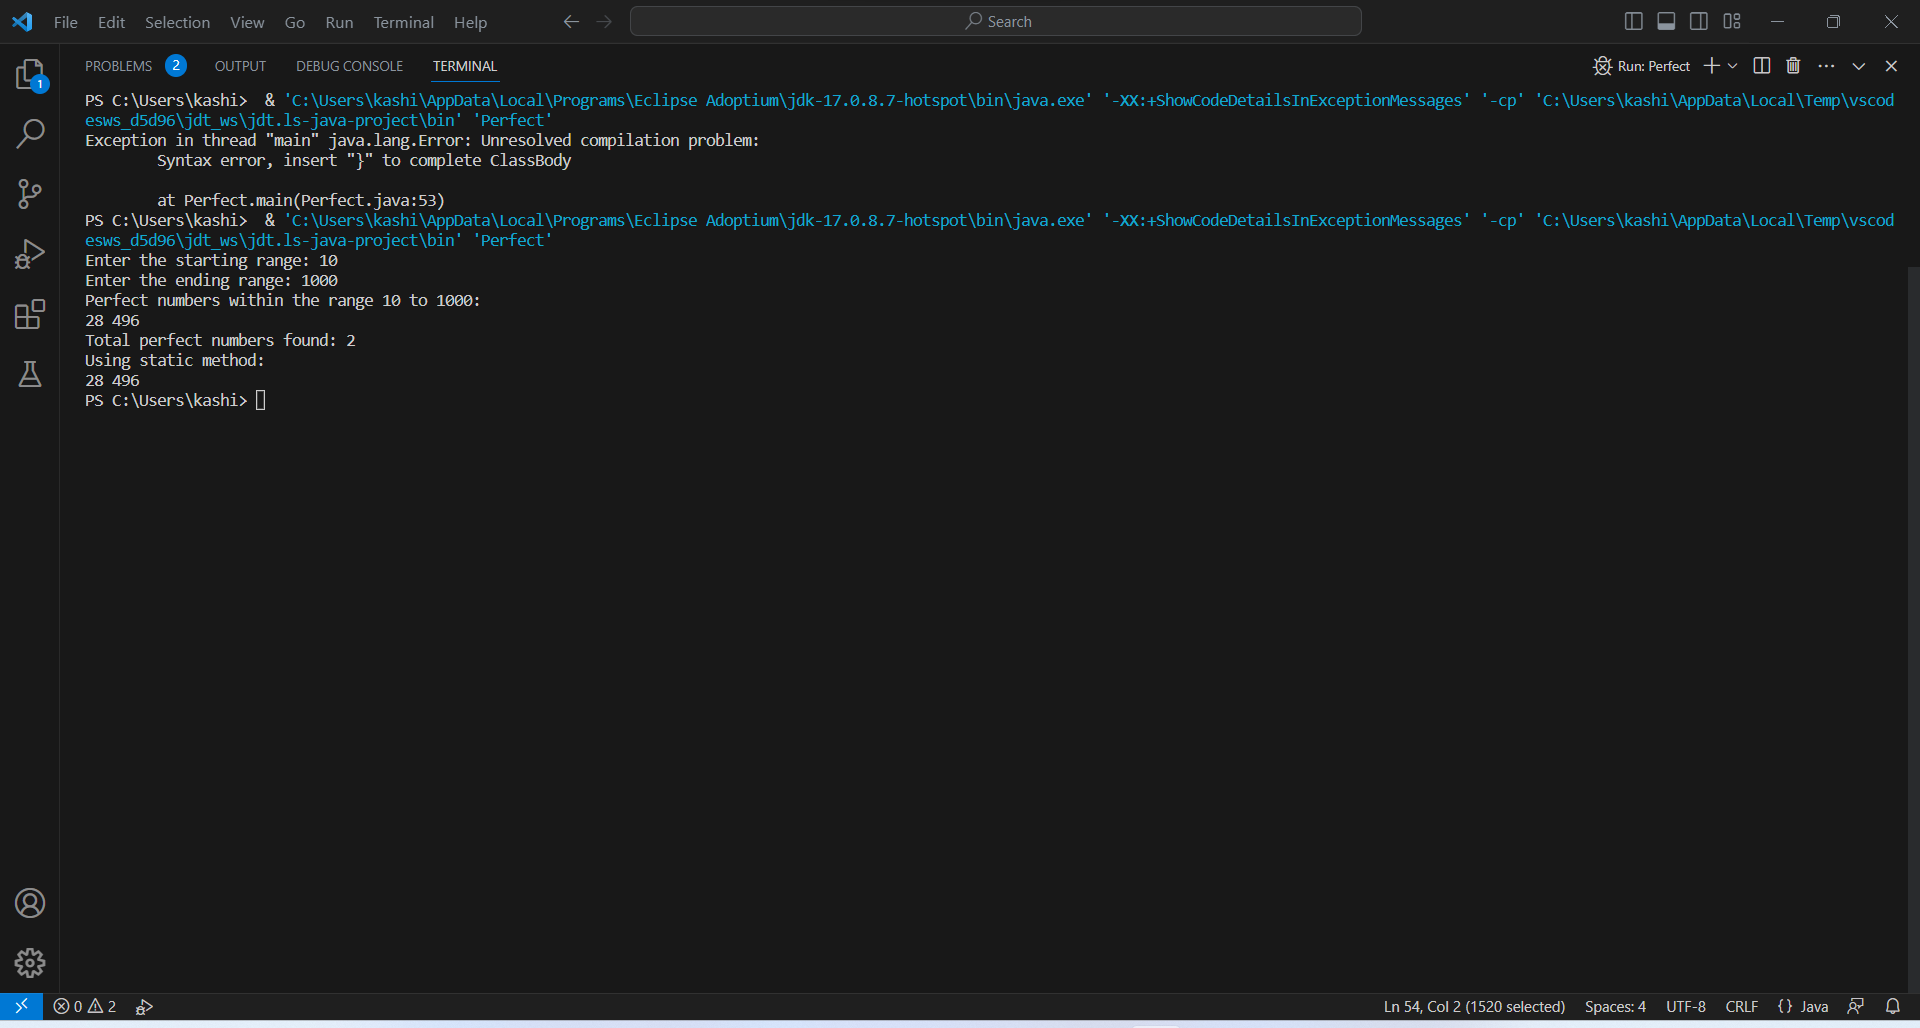 File Edit Selection View Go Run Terminal Help Search
PROBLEMS 2 OUTPUT DEBUG CONSOLE TERMINAL Run: Perfect
1
PS C:\Users\kashi>  & 'C:\Users\kashi\AppData\Local\Programs\Eclipse Adoptium\jdk-17.0.8.7-hotspot\bin\java.exe' '-XX:+ShowCodeDetailsInExceptionMessages' '-cp' 'C:\Users\kashi\AppData\Local\Temp\vscod
esws_d5d96\jdt_ws\jdt.ls-java-project\bin' 'Perfect'
Exception in thread "main" java.lang.Error: Unresolved compilation problem:
        Syntax error, insert "}" to complete ClassBody
        at Perfect.main(Perfect.java:53)
PS C:\Users\kashi>  & 'C:\Users\kashi\AppData\Local\Programs\Eclipse Adoptium\jdk-17.0.8.7-hotspot\bin\java.exe' '-XX:+ShowCodeDetailsInExceptionMessages' '-cp' 'C:\Users\kashi\AppData\Local\Temp\vscod
esws_d5d96\jdt_ws\jdt.ls-java-project\bin' 'Perfect'
Enter the starting range: 10
Enter the ending range: 1000
Perfect numbers within the range 10 to 1000:
28 496
Total perfect numbers found: 2
Using static method:
28 496
PS C:\Users\kashi>
0 2 Ln 54, Col 2 (1520 selected) Spaces: 4 UTF-8 CRLF {} Java